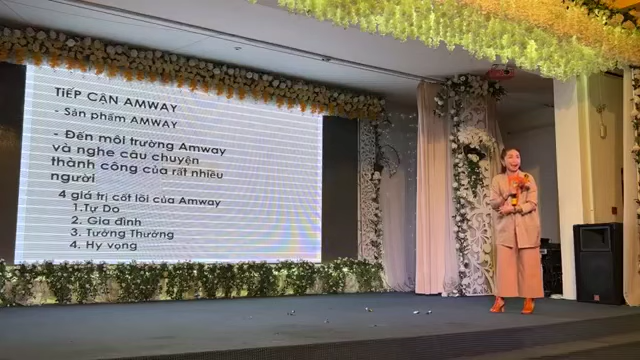 TiẾP CẬN AMWAY
- Sản phẩm AMWAY
- Đến môi trường Amway
và nghe câu chuyện
thành công của rất nhiều
người
4 giá trị cốt lõi của Amway
1.Tự Do
2. Gia đình
3. Tưởng Thưởng
4. Hy vọng